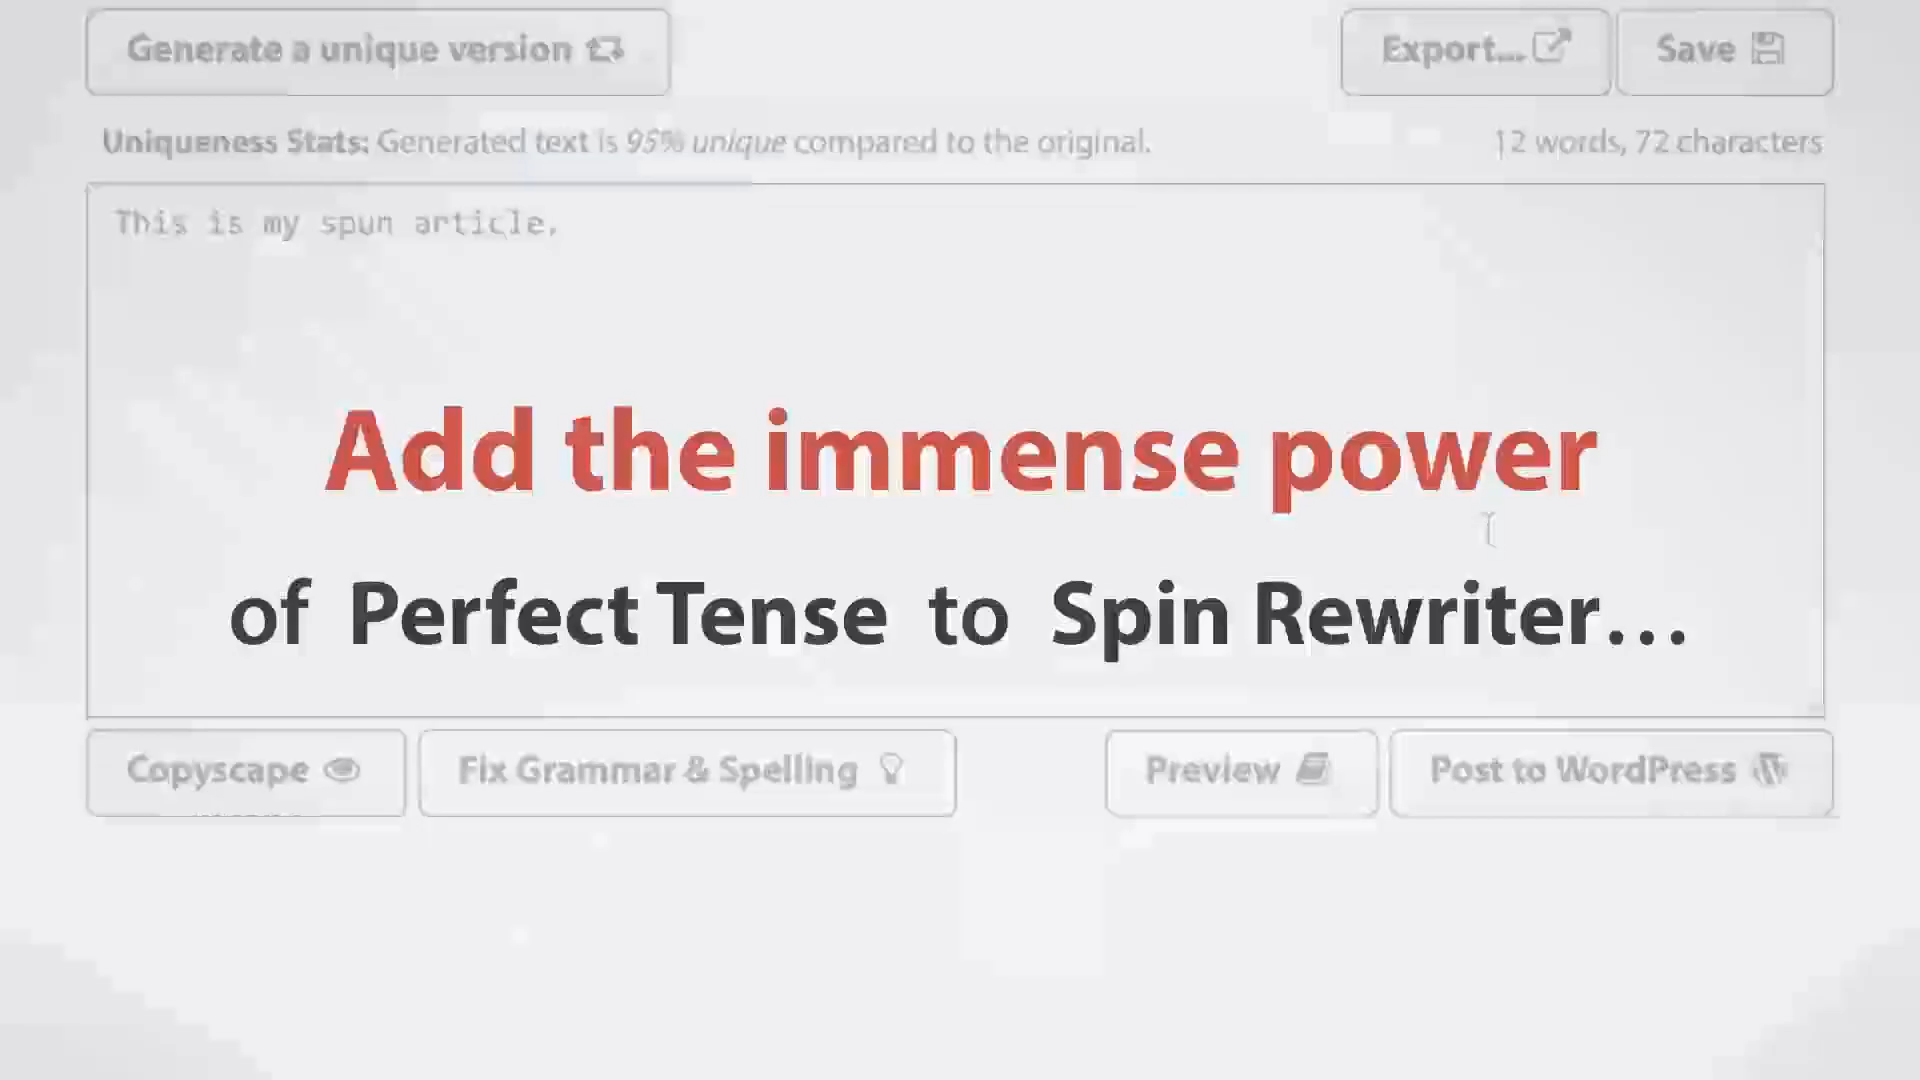 Generate a unique version
Export...
Save
Uniqueness Stats: Generated text is 95% unique compared to the original.
12 words, 72 characters
This is my spun article.
Add the immense power
of Perfect Tense to Spin Rewriter...
Copyscape
Fix Grammar & Spelling
Preview
Post to WordPress